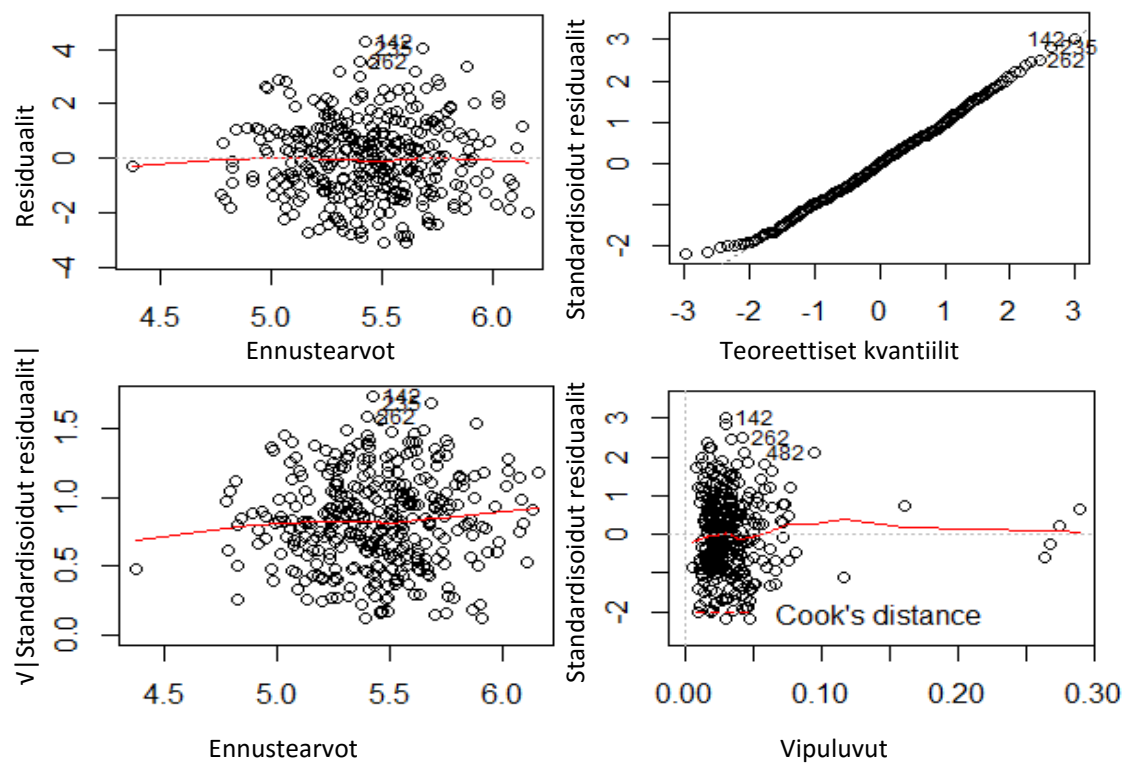 Residuaalit
4
2
0
-2
-4
142
235
262
4.5 5.0 5.5 6.0
Ennustearvot
Standardisoidut residuaalit
3
2
1
0
-1
-2
142
235
262
-3 -2 -1 0 1 2 3
Teoreettiset kvantiilit
√|Standardisoidut residuaalit|
1.5
1.0
0.5
0.0
142
235
262
4.5 5.0 5.5 6.0
Ennustearvot
Standardisoidut residuaalit
3
2
1
0
-1
-2
142
262
482
Cook's distance
0.00 0.10 0.20 0.30
Vipuluvut